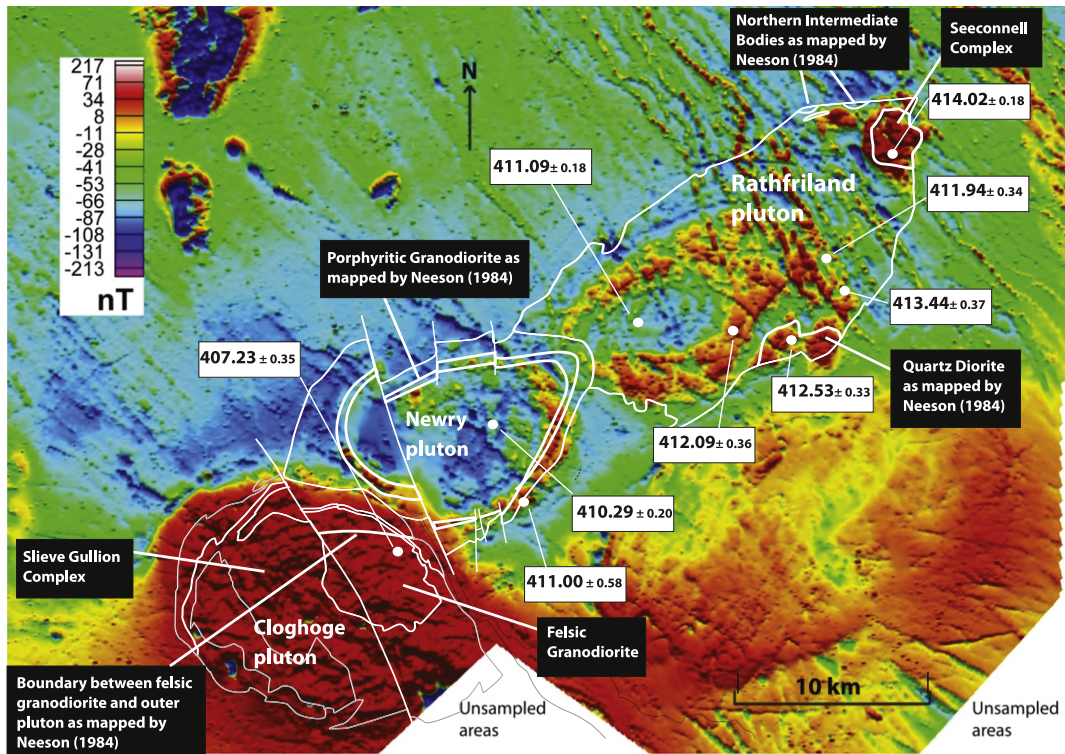 217
71
34
8
-11
-28
-41
-53
-66
-87
-108
-131
-213
nT
N
Northern Intermediate
Bodies as mapped by
Neeson (1984)
Seeconnell
Complex
414.02± 0.18
411.09± 0.18
Rathfriland
pluton
411.94± 0.34
Porphyritic Granodiorite as
mapped by Neeson (1984)
413.44± 0.37
407.23
± 0.35
Quartz Diorite
as mapped by
Neeson (1984)
412.53± 0.33
Newry
pluton
412.09± 0.36
410.29 ± 0.20
Slieve Gullion
Complex
411.00 ± 0.58
Cloghoge
pluton
Felsic
Granodiorite
Boundary between felsic
granodiorite and outer
pluton as mapped by
Neeson (1984)
10 km
Unsampled
areas
Unsampled
areas